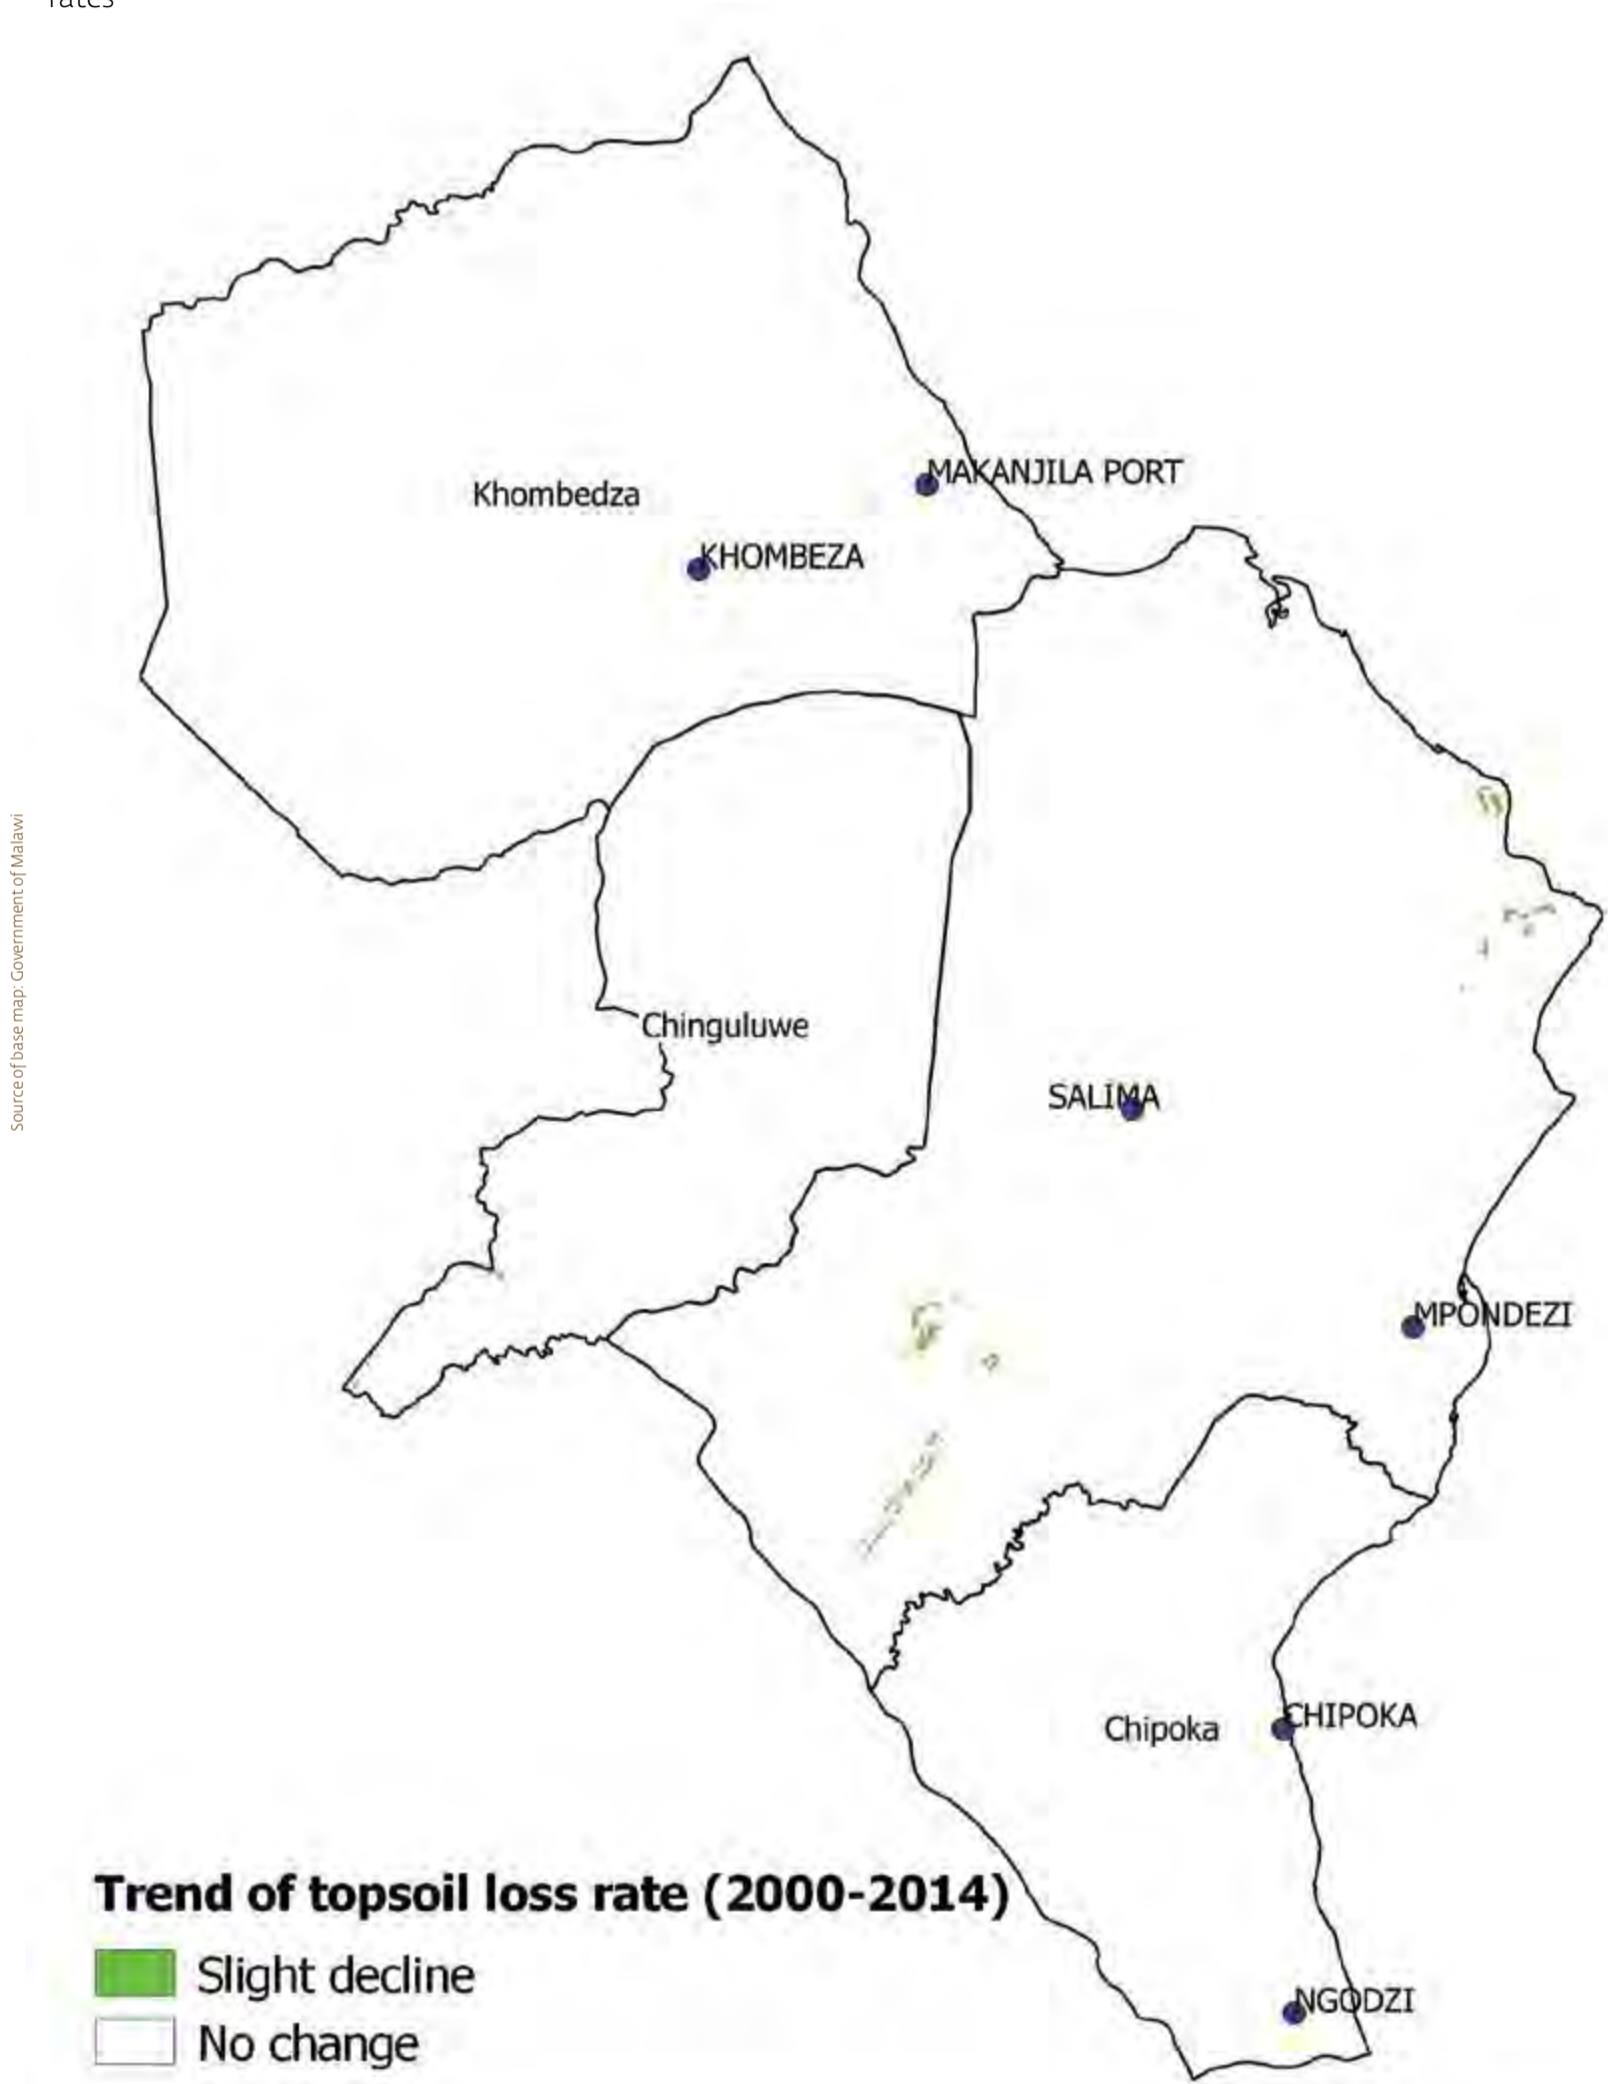 rates
MAKANJILA PORT
Khombedza
KHOMBEZA
Source of base map: Government of Malawi
Chinguluwe
SALIMA
MPONDEZI
CHIPOKA
Chipoka
Trend of topsoil loss rate (2000-2014)
Slight decline
NGODZI
No change